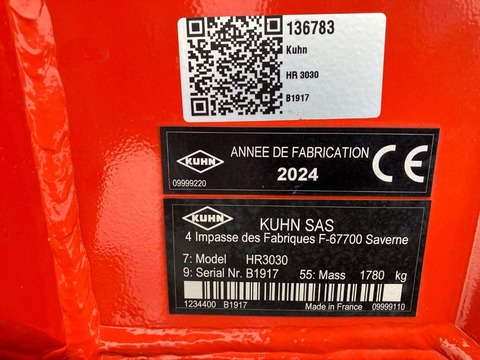 136783
Kuhn
HR 3030
B1917
KUHN
ANNEE DE FABRICATION
2024
CE
09999220
KUHN
KUHN SAS
4 Impasse des Fabriques F-67700 Saverne
7: Model HR3030
9: Serial Nr. B1917 55: Mass 1780 kg
1234400 B1917 Made in France 09999110